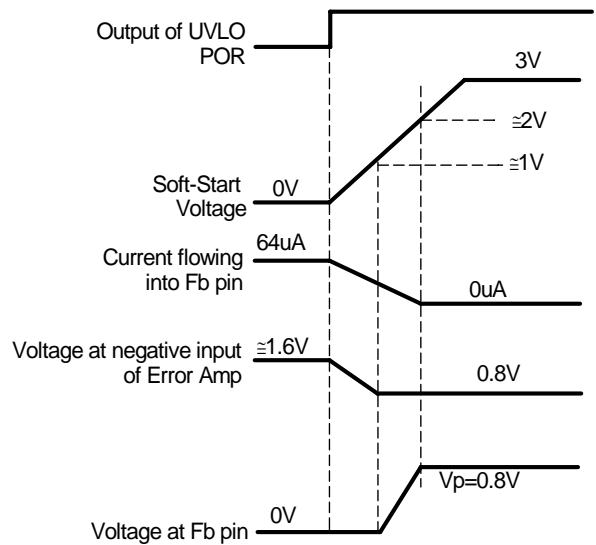 Output of UVLO
POR
3V
≅2V
≅1V
Soft-Start
Voltage
0V
64uA
Current flowing
into Fb pin
0uA
Voltage at negative input
of Error Amp
≅1.6V
0.8V
Voltage at Fb pin
0V
Vp=0.8V